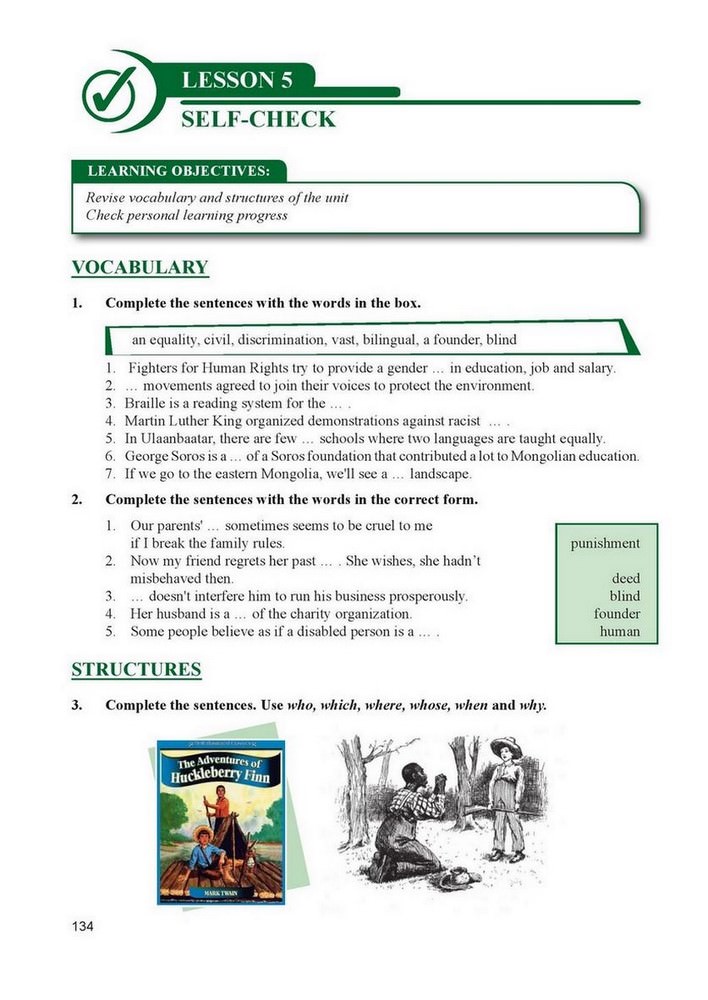 LESSON 5
SELF-CHECK
LEARNING OBJECTIVES:
Revise vocabulary and structures of the unit
Check personal learning progress
VOCABULARY
1. Complete the sentences with the words in the box.
an equality, civil, discrimination, vast, bilingual, a founder, blind
1. Fighters for Human Rights try to provide a gender … in education, job and salary.
2. … movements agreed to join their voices to protect the environment.
3. Braille is a reading system for the … .
4. Martin Luther King organized demonstrations against racist … .
5. In Ulaanbaatar, there are few … schools where two languages are taught equally.
6. George Soros is a … of a Soros foundation that contributed a lot to Mongolian education.
7. If we go to the eastern Mongolia, we'll see a … landscape.
2. Complete the sentences with the words in the correct form.
1. Our parents' … sometimes seems to be cruel to me
if I break the family rules. punishment
2. Now my friend regrets her past … . She wishes, she hadn’t
misbehaved then. deed
3. … doesn't interfere him to run his business prosperously. blind
4. Her husband is a … of the charity organization. founder
5. Some people believe as if a disabled person is a … . human
STRUCTURES
3. Complete the sentences. Use who, which, where, whose, when and why.
The Adventures of
Huckleberry Finn
MARK TWAIN
134